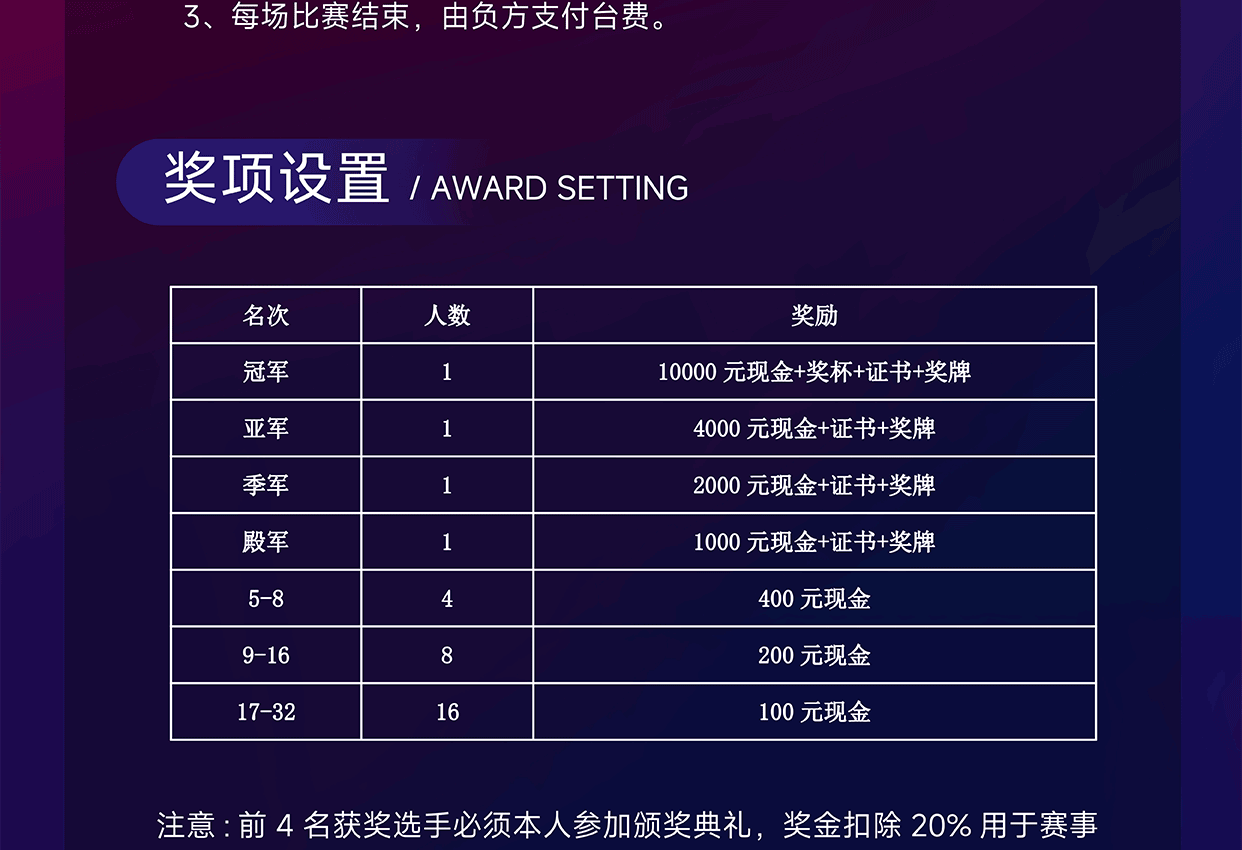 3、每场比赛结束，由负方支付台费。
奖项设置 / AWARD SETTING
名次 人数 奖励
冠军 1 10000 元现金+奖杯+证书+奖牌
亚军 1 4000 元现金+证书+奖牌
季军 1 2000 元现金+证书+奖牌
殿军 1 1000 元现金+证书+奖牌
5-8 4 400 元现金
9-16 8 200 元现金
17-32 16 100 元现金
注意：前 4 名获奖选手必须本人参加颁奖典礼，奖金扣除 20% 用于赛事